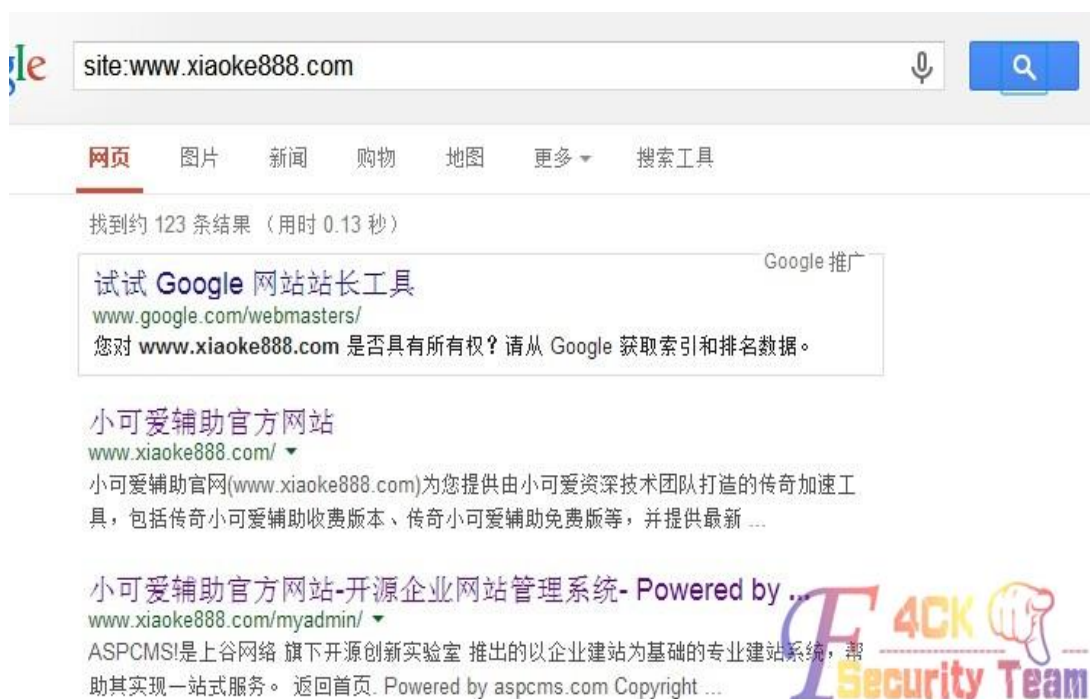 gle site:www.xiaoke888.com
网页 图片 新闻 购物 地图 更多 搜索工具
找到约 123 条结果 （用时 0.13 秒）
Google 推广
试试 Google 网站站长工具
www.google.com/webmasters/
您对 www.xiaoke888.com 是否具有所有权？请从 Google 获取索引和排名数据。
小可爱辅助官方网站
www.xiaoke888.com/
小可爱辅助官网(www.xiaoke888.com)为您提供由小可爱资深技术团队打造的传奇加速工
具，包括传奇小可爱辅助收费版本、传奇小可爱辅助免费版等，并提供最新 ...
小可爱辅助官方网站-开源企业网站管理系统- Powered by ...
www.xiaoke888.com/myadmin/
ASPCMS!是上谷网络 旗下开源创新实验室 推出的以企业建站为基础的专业建站系统，帮
助其实现一站式服务。 返回首页. Powered by aspcms.com Copyright ...
F4CK
Security Team